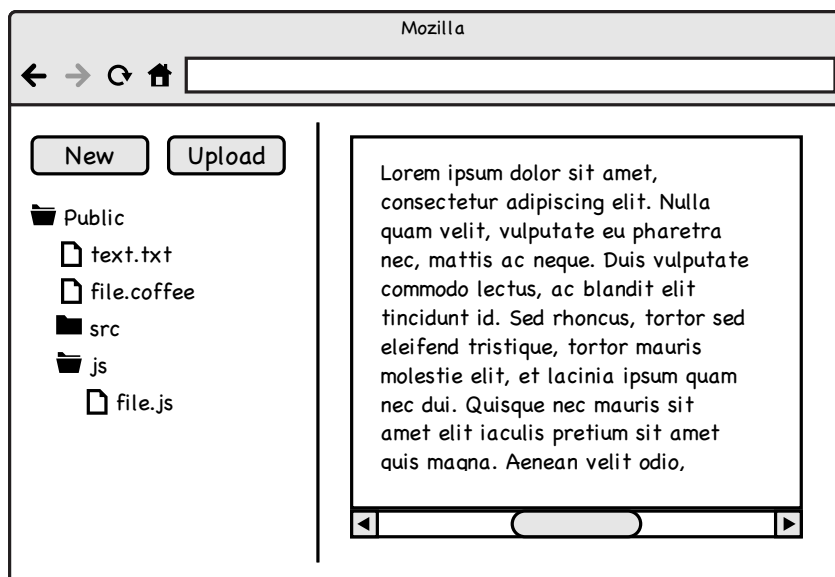 Mozilla
New
Upload
Public
text.txt
file.coffee
src
js
file.js
Lorem ipsum dolor sit amet,
consectetur adipiscing elit. Nulla
quam velit, vulputate eu pharetra
nec, mattis ac neque. Duis vulputate
commodo lectus, ac blandit elit
tincidunt id. Sed rhoncus, tortor sed
eleifend tristique, tortor mauris
molestie elit, et lacinia ipsum quam
nec dui. Quisque nec mauris sit
amet elit iaculis pretium sit amet
quis magna. Aenean velit odio,